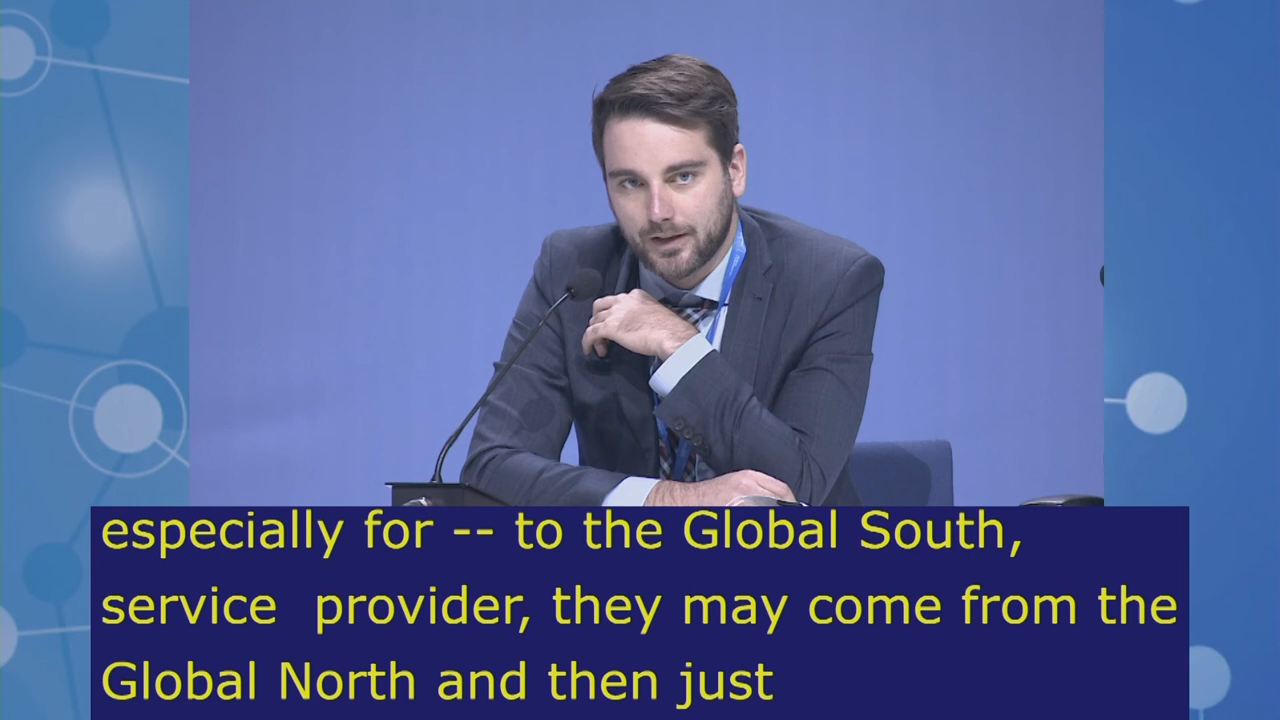 especially for -- to the Global South,
service  provider, they may come from the
Global North and then just